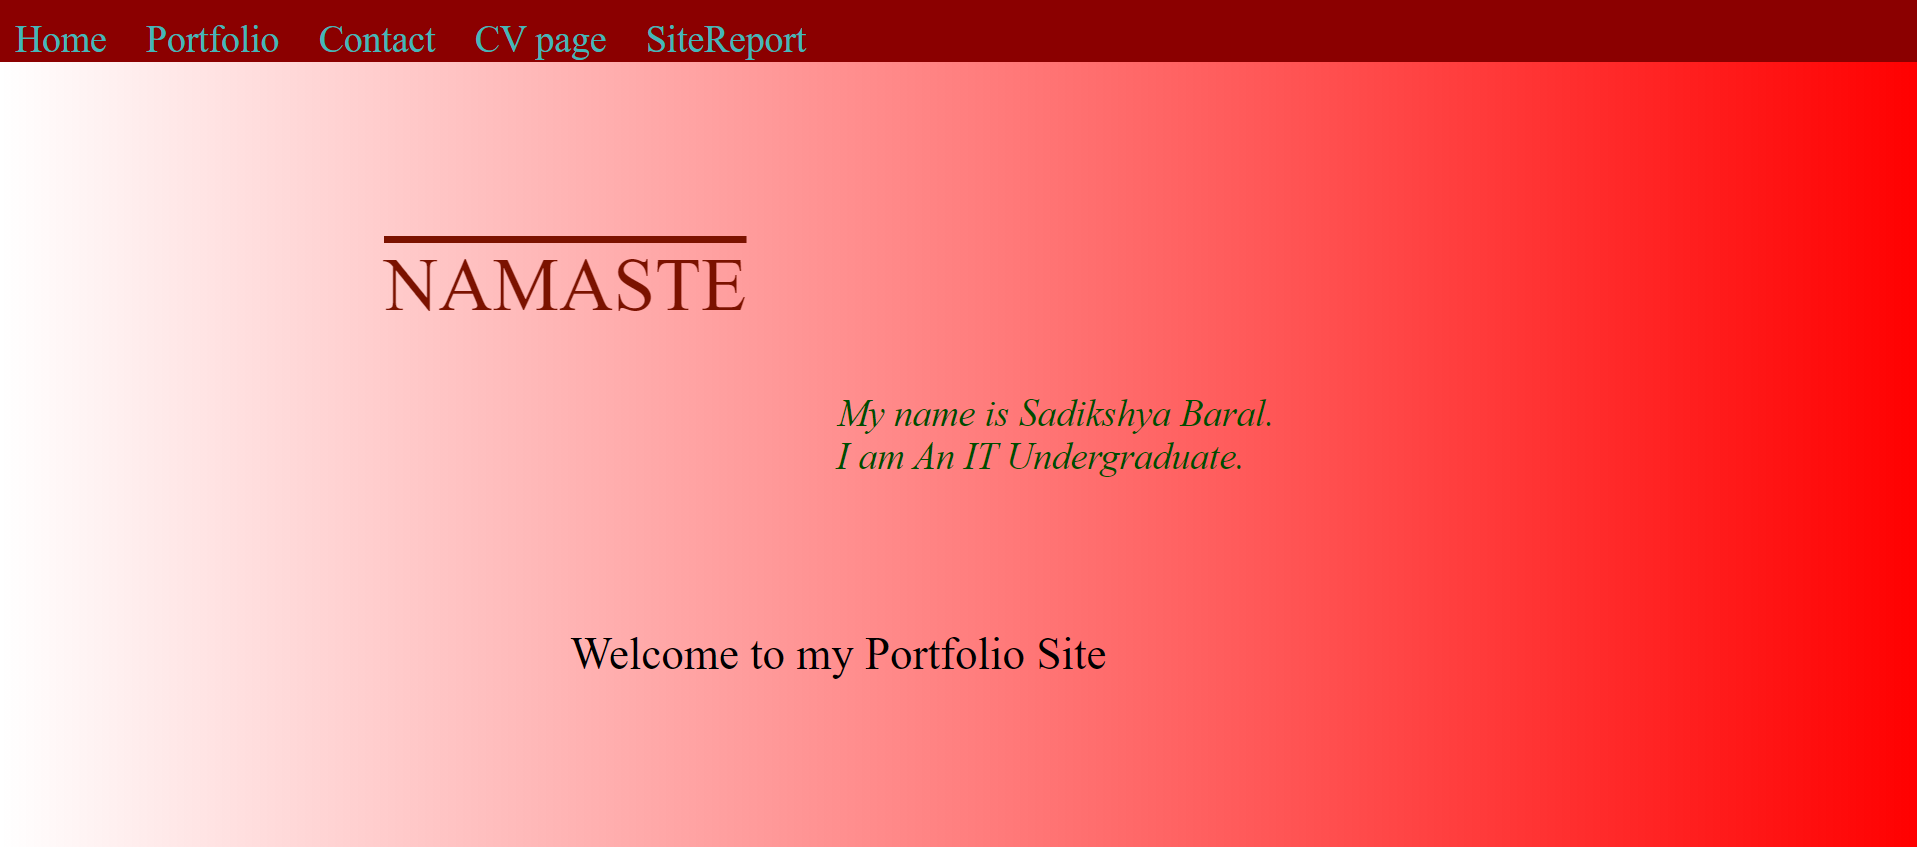 Home Portfolio Contact CV page SiteReport
NAMASTE
My name is Sadikshya Baral.
I am An IT Undergraduate.
Welcome to my Portfolio Site